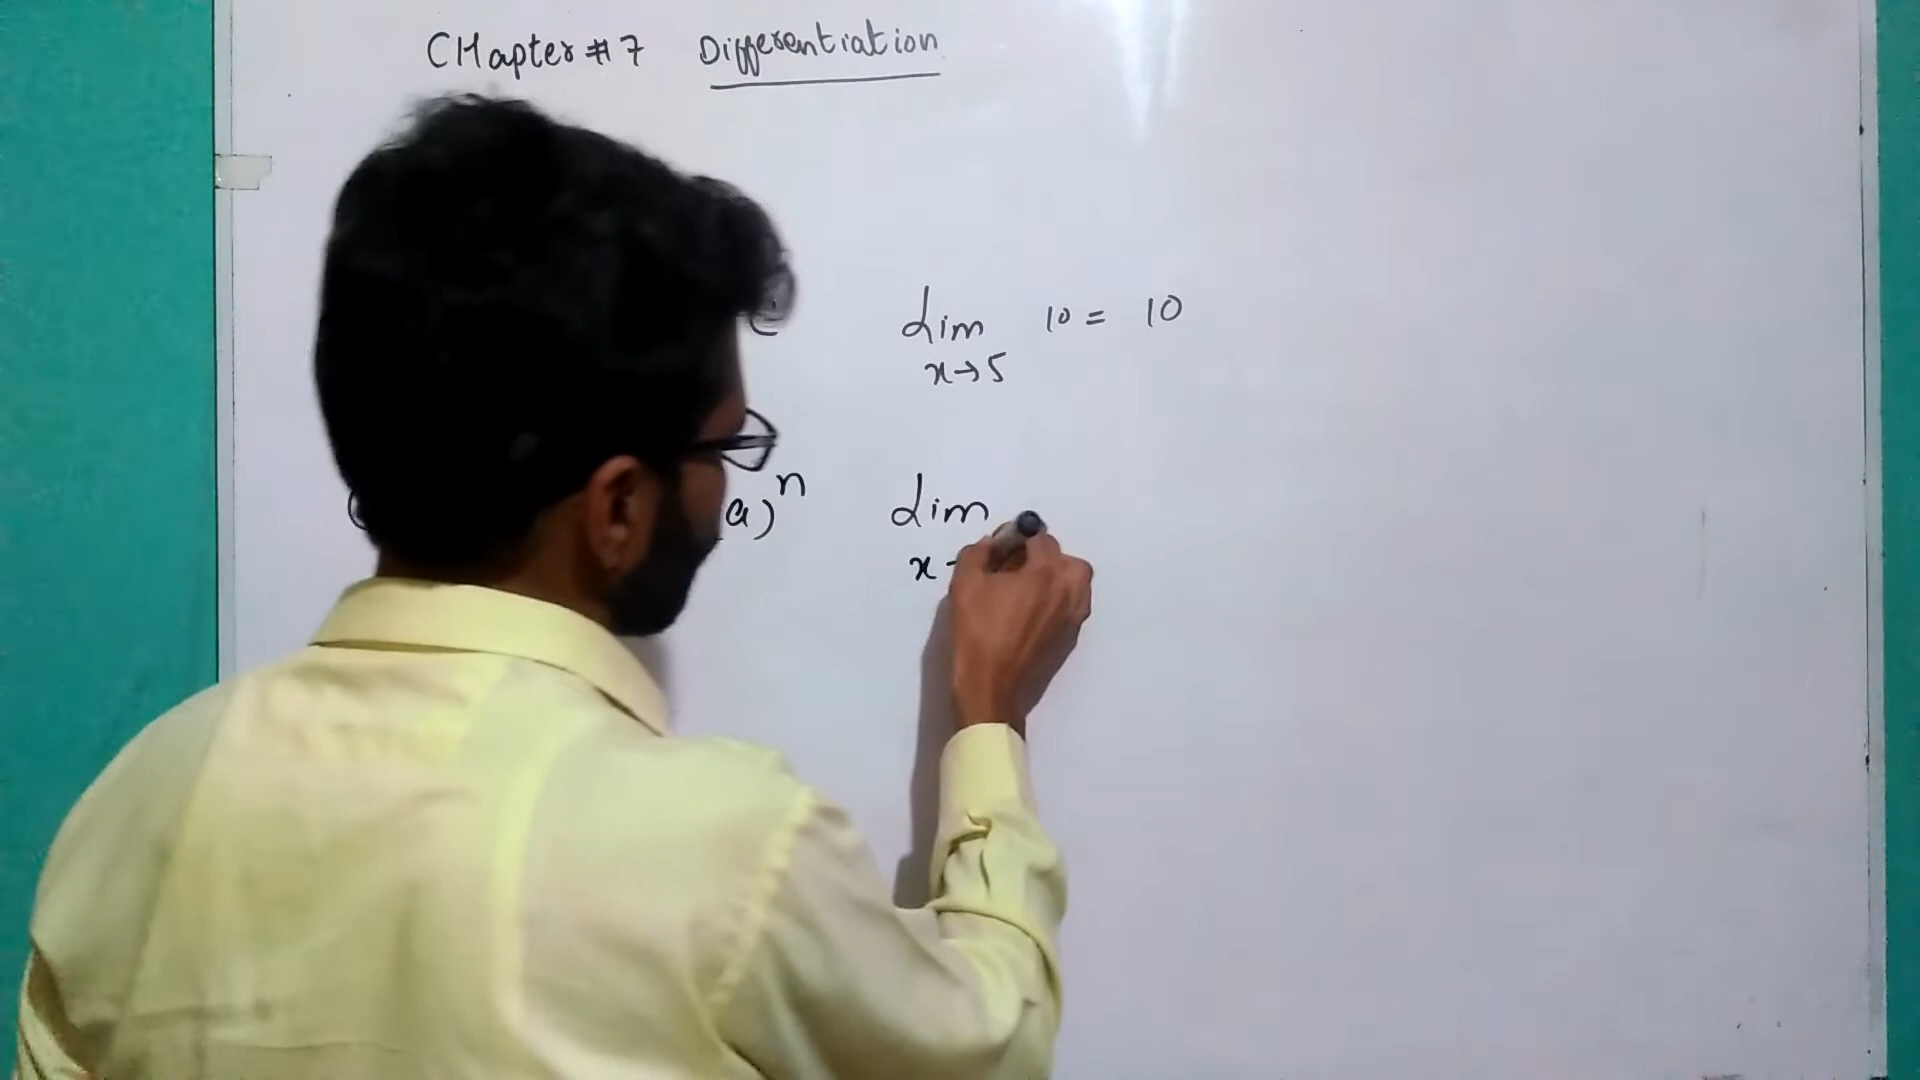 CHapter # 7 Differentiation
C Lim 10 = 10
x→5
(a)ⁿ Lim
x-